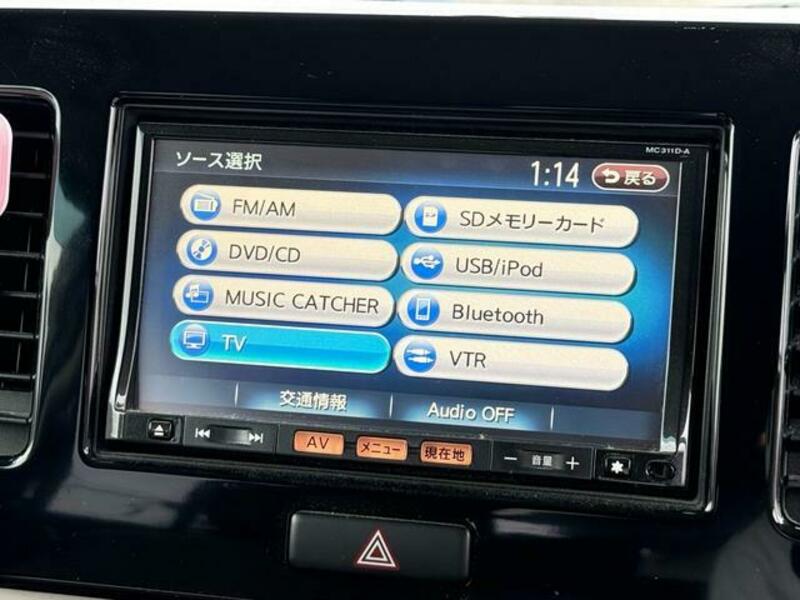 MC311D-A
ソース選択
1:14
戻る
FM/AM
SDメモリーカード
DVD/CD
USB/iPod
MUSIC CATCHER
Bluetooth
TV
VTR
交通情報
Audio OFF
AV
メニュー
現在地
音量